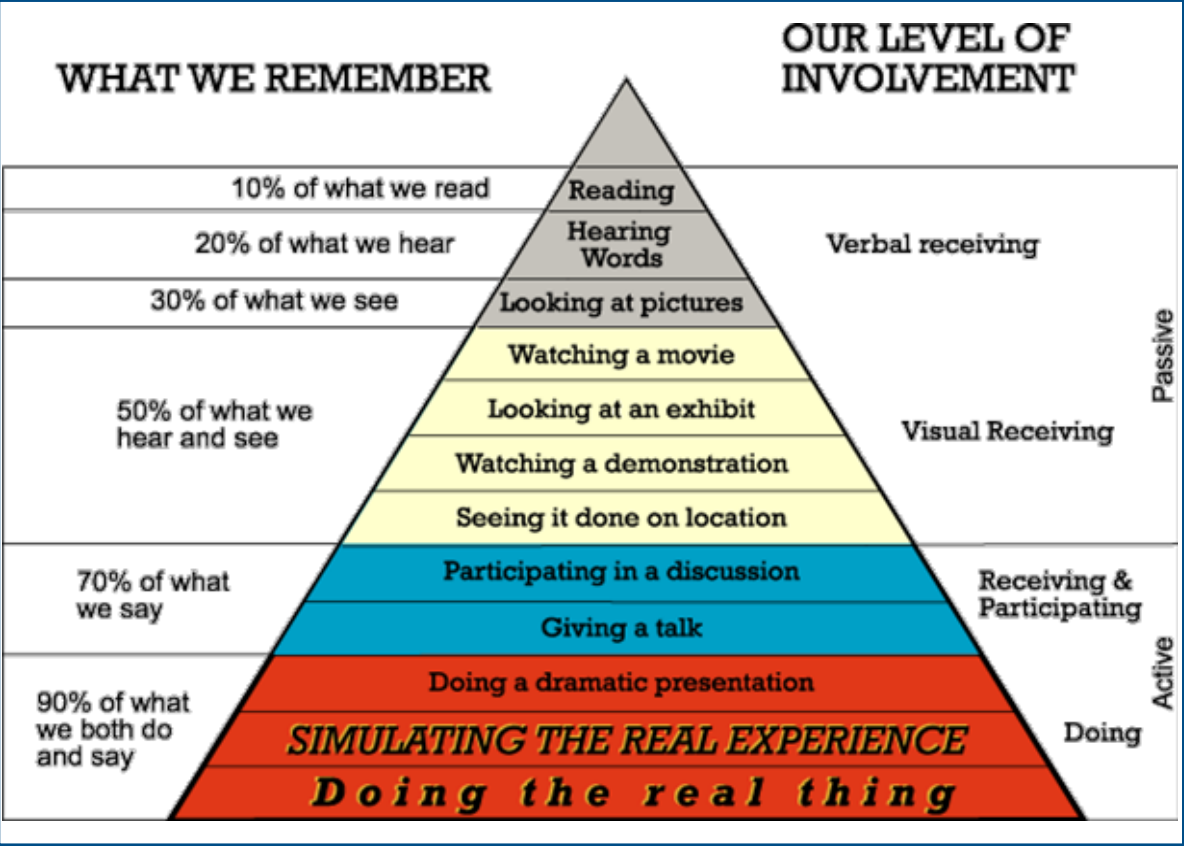 WHAT WE REMEMBER
OUR LEVEL OF
INVOLVEMENT
10% of what we read
Reading
20% of what we hear
Hearing
Words
Verbal receiving
30% of what we see
Looking at pictures
50% of what we
hear and see
Watching a movie
Looking at an exhibit
Watching a demonstration
Seeing it done on location
Visual Receiving
Passive
70% of what
we say
Participating in a discussion
Giving a talk
Receiving &
Participating
90% of what
we both do
and say
Doing a dramatic presentation
SIMULATING THE REAL EXPERIENCE
Doing the real thing
Doing
Active